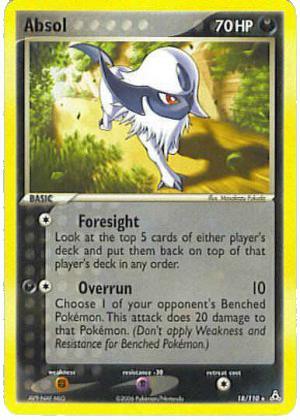 Absol 70 HP
BASIC
Foresight
Look at the top 5 cards of either player's
deck and put them back on top of that
player's deck in any order.
Overrun 10
Choose 1 of your opponent's Benched
Pokémon. This attack does 20 damage to
that Pokémon. (Don't apply Weakness and
Resistance for Benched Pokémon.)
weakness resistance -30 retreat cost
©2006 Pokémon/Nintendo 18/110 ★